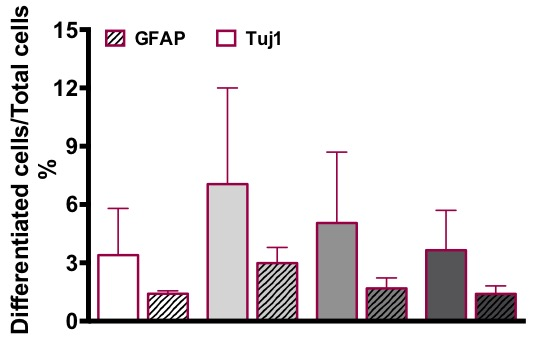 Differentiated cells/Total cells
%
15
12
9
6
3
0
GFAP
Tuj1